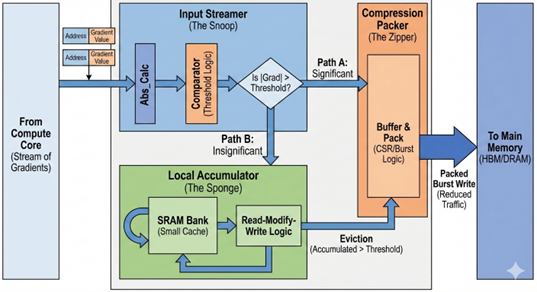 Address
Gradient
Value
Address
Gradient
Value
From
Compute
Core
(Stream of
Gradients)
Input Streamer
(The Snoop)
Abs_Calc
Comparator
(Threshold Logic)
Is |Grad| >
Threshold?
Path A:
Significant
Path B:
Insignificant
Compression
Packer
(The Zipper)
Buffer &
Pack
(CSR/Burst
Logic)
Local Accumulator
(The Sponge)
SRAM Bank
(Small Cache)
Read-Modify-
Write Logic
Eviction
(Accumulated > Threshold)
Packed
Burst Write
(Reduced
Traffic)
To Main
Memory
(HBM/DRAM)